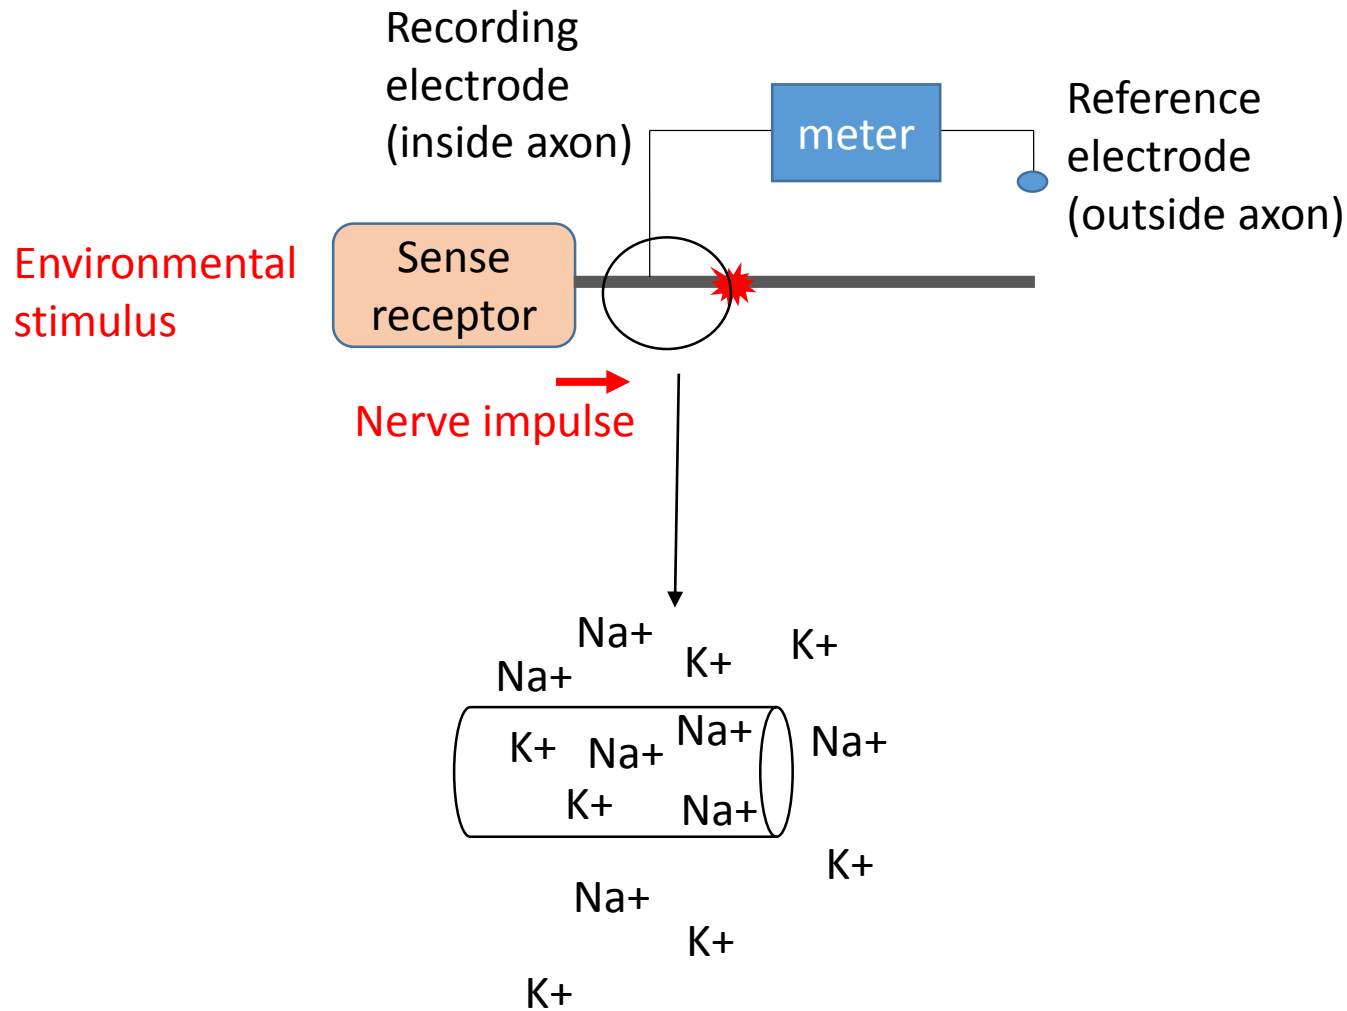 Recording
electrode
(inside axon)
meter
Reference
electrode
(outside axon)
Environmental
stimulus
Sense
receptor
Nerve impulse
Na+
K+
K+
Na+
K+
Na+
Na+
Na+
K+
Na+
K+
Na+
K+
K+